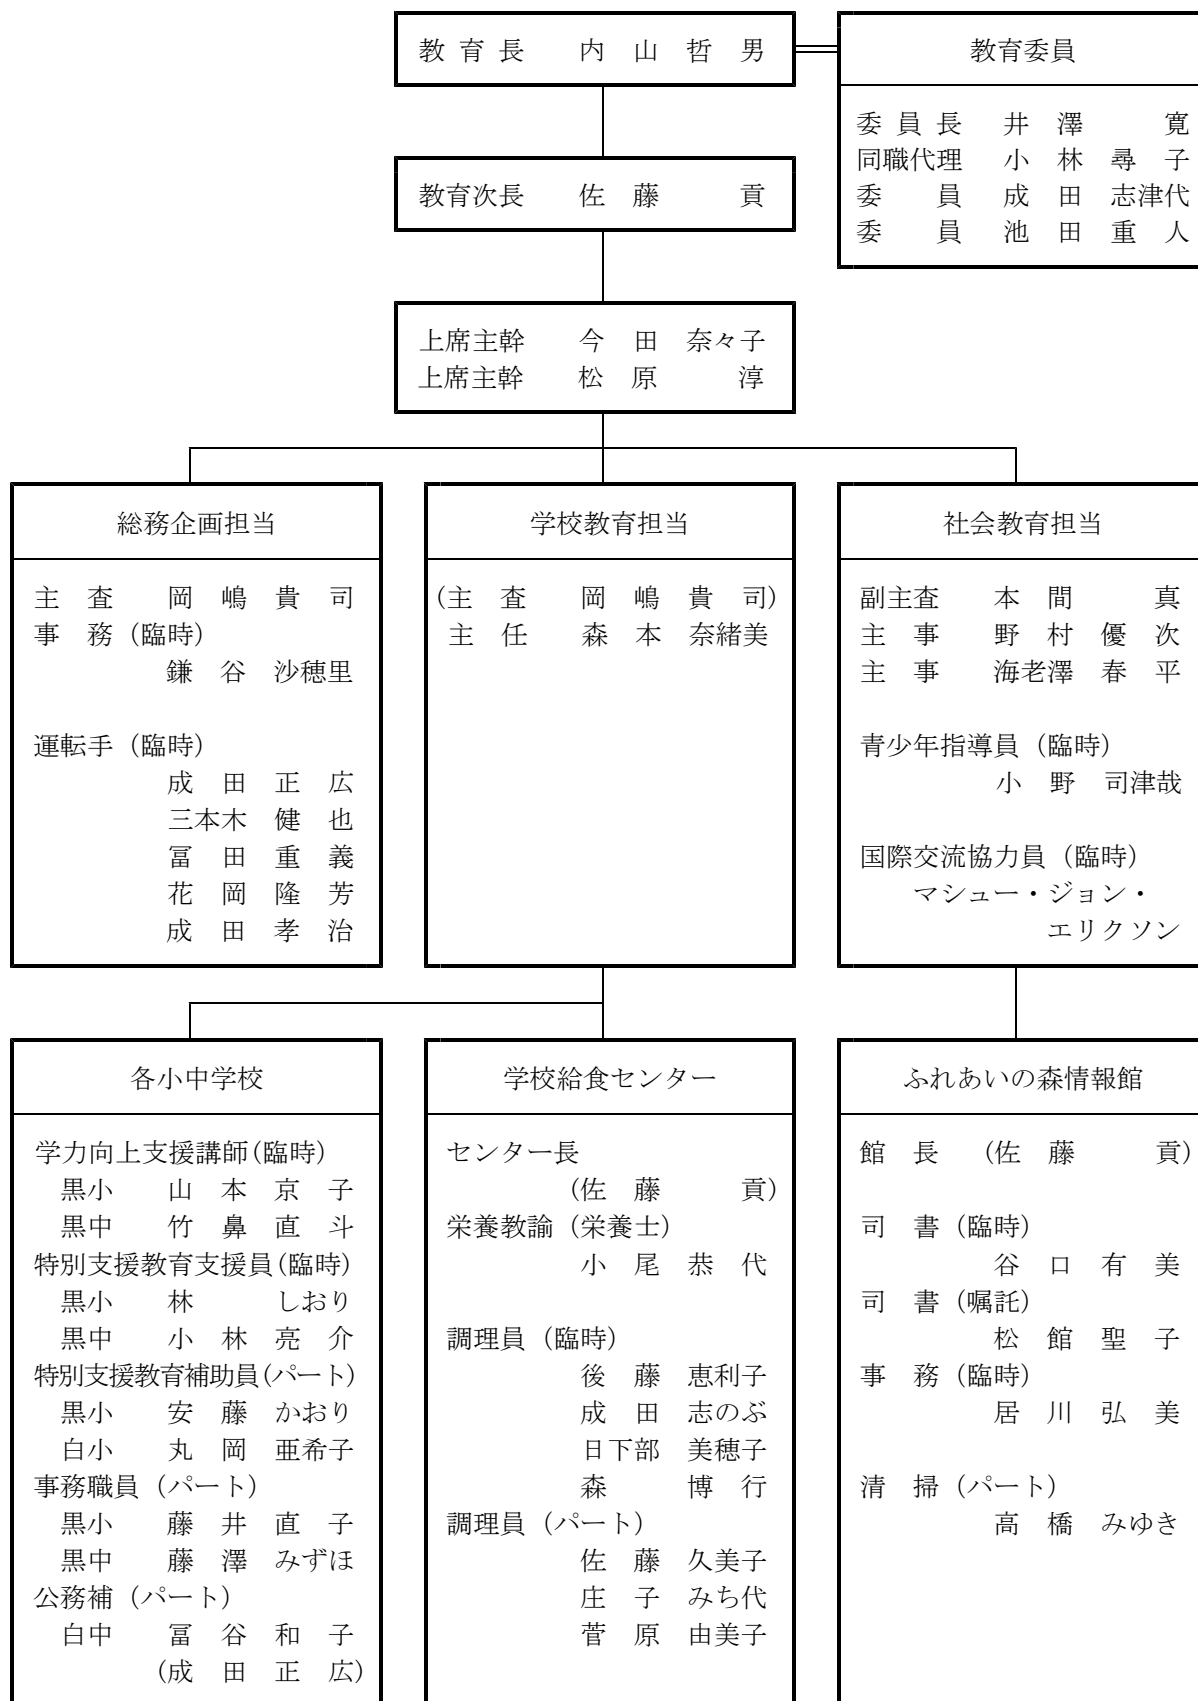 教育長　内山哲男
教育委員
委員長　井澤　寛
同職代理　小林尋子
委員　成田志津代
委員　池田重人
教育次長　佐藤　貢
上席主幹　今田奈々子
上席主幹　松原　淳
総務企画担当
主査　岡嶋貴司
事務（臨時）
鎌谷沙穂里
運転手（臨時）
成田正広
三本木健也
冨田重義
花岡隆芳
成田孝治
学校教育担当
（主査　岡嶋貴司）
主任　森本奈緒美
社会教育担当
副主査　本間　真
主事　野村優次
主事　海老澤春平
青少年指導員（臨時）
小野司津哉
国際交流協力員（臨時）
マシュー・ジョン・
エリクソン
各小中学校
学力向上支援講師（臨時）
黒小　山本京子
黒中　竹鼻直斗
特別支援教育支援員（臨時）
黒小　林　しおり
黒中　小林亮介
特別支援教育補助員（パート）
黒小　安藤かおり
白小　丸岡亜希子
事務職員（パート）
黒小　藤井直子
黒中　藤澤みずほ
公務補（パート）
白中　冨谷和子
（成田正広）
学校給食センター
センター長
（佐藤　貢）
栄養教諭（栄養士）
小尾恭代
調理員（臨時）
後藤恵利子
成田志のぶ
日下部美穂子
森　博行
調理員（パート）
佐藤久美子
庄子みち代
菅原由美子
ふれあいの森情報館
館長　（佐藤　貢）
司書（臨時）
谷口有美
司書（嘱託）
松館聖子
事務（臨時）
居川弘美
清掃（パート）
高橋みゆき